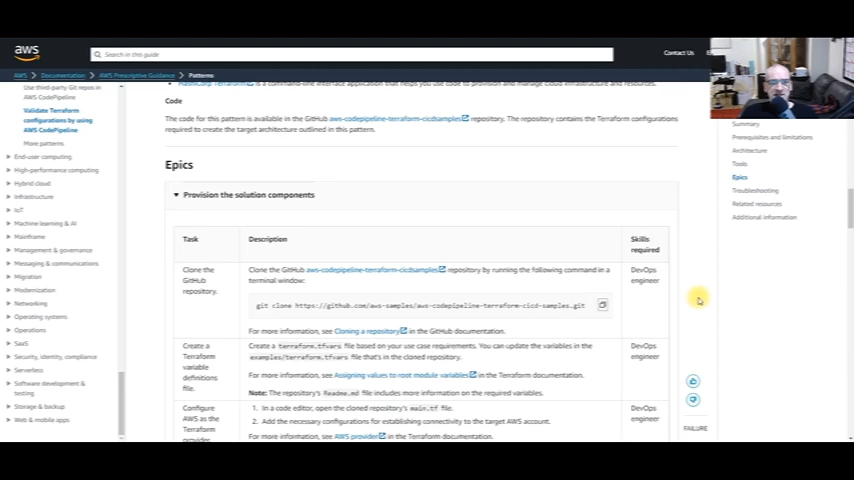 aws
Search in this guide
Contact Us
AWS > Documentation > AWS Prescriptive Guidance > Patterns
Use third-party Git repos in
AWS CodePipeline
Validate Terraform
configurations by using
AWS CodePipeline
More patterns
End-user computing
High-performance computing
Hybrid cloud
Infrastructure
IoT
Machine learning & AI
Mainframe
Management & governance
Messaging & communications
Migration
Modernization
Networking
Operating systems
Operations
SaaS
Security, identity, compliance
Serverless
Software development &
testing
Storage & backup
Web & mobile apps
HashiCorp Terraform is a command-line interface application that helps you use code to provision and manage cloud infrastructure and resources.
Code
The code for this pattern is available in the GitHub aws-codepipeline-terraform-cicdsamples repository. The repository contains the Terraform configurations
required to create the target architecture outlined in this pattern.
Epics
Provision the solution components
Task
Description
Skills
required
Clone the
GitHub
repository.
Clone the GitHub aws-codepipeline-terraform-cicdsamples repository by running the following command in a
terminal window:
git clone https://github.com/aws-samples/aws-codepipeline-terraform-cicd-samples.git
For more information, see Cloning a repository in the GitHub documentation.
DevOps
engineer
Create a
Terraform
variable
definitions
file.
Create a terraform.tfvars file based on your use case requirements. You can update the variables in the
examples/terraform.tfvars file that's in the cloned repository.
For more information, see Assigning values to root module variables in the Terraform documentation.
Note: The repository's Readme.md file includes more information on the required variables.
DevOps
engineer
Configure
AWS as the
Terraform
provider.
1. In a code editor, open the cloned repository's main.tf file.
2. Add the necessary configurations for establishing connectivity to the target AWS account.
For more information, see AWS provider in the Terraform documentation.
DevOps
engineer
Summary
Prerequisites and limitations
Architecture
Tools
Epics
Troubleshooting
Related resources
Additional information
FAILURE